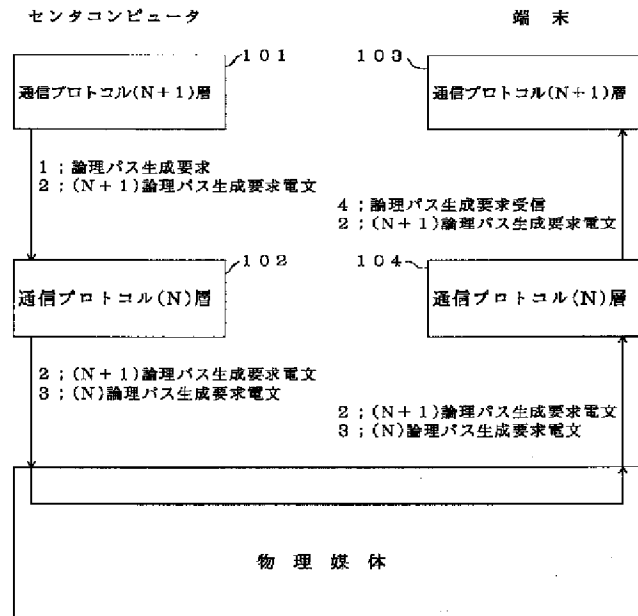 センタコンピュータ
端 末
101
通信プロトコル(N+1)層
103
通信プロトコル(N+1)層
1;論理パス生成要求
2;(N+1)論理パス生成要求電文
4;論理パス生成要求受信
2;(N+1)論理パス生成要求電文
102
通信プロトコル(N)層
104
通信プロトコル(N)層
2;(N+1)論理パス生成要求電文
3;(N)論理パス生成要求電文
2;(N+1)論理パス生成要求電文
3;(N)論理パス生成要求電文
物 理 媒 体